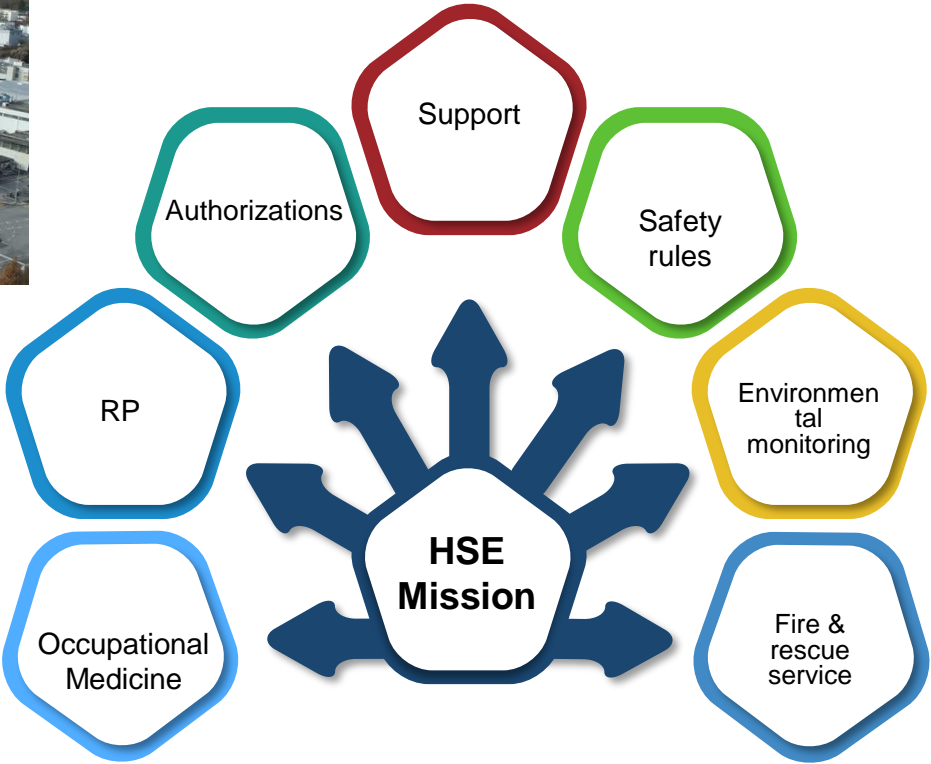 Support
Authorizations
Safety
rules
RP
Environmen
tal
monitoring
HSE
Mission
Occupational
Medicine
Fire &
rescue
service